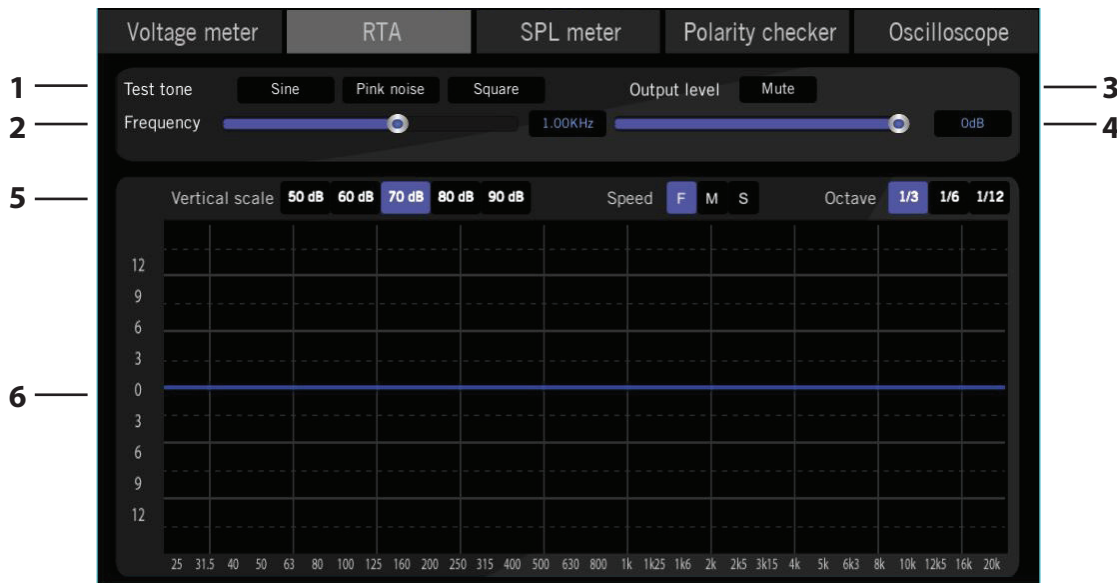 Voltage meter RTA SPL meter Polarity checker Oscilloscope
1 Test tone Sine Pink noise Square Output level Mute 3
2 Frequency 1.00KHz 0dB 4
5 Vertical scale 50 dB 60 dB 70 dB 80 dB 90 dB Speed F M S Octave 1/3 1/6 1/12
12
9
6
3
6 0
3
6
9
12
25 31.5 40 50 63 80 100 125 160 200 250 315 400 500 630 800 1k 1k25 1k6 2k 2k5 3k15 4k 5k 6k3 8k 10k 12k5 16k 20k